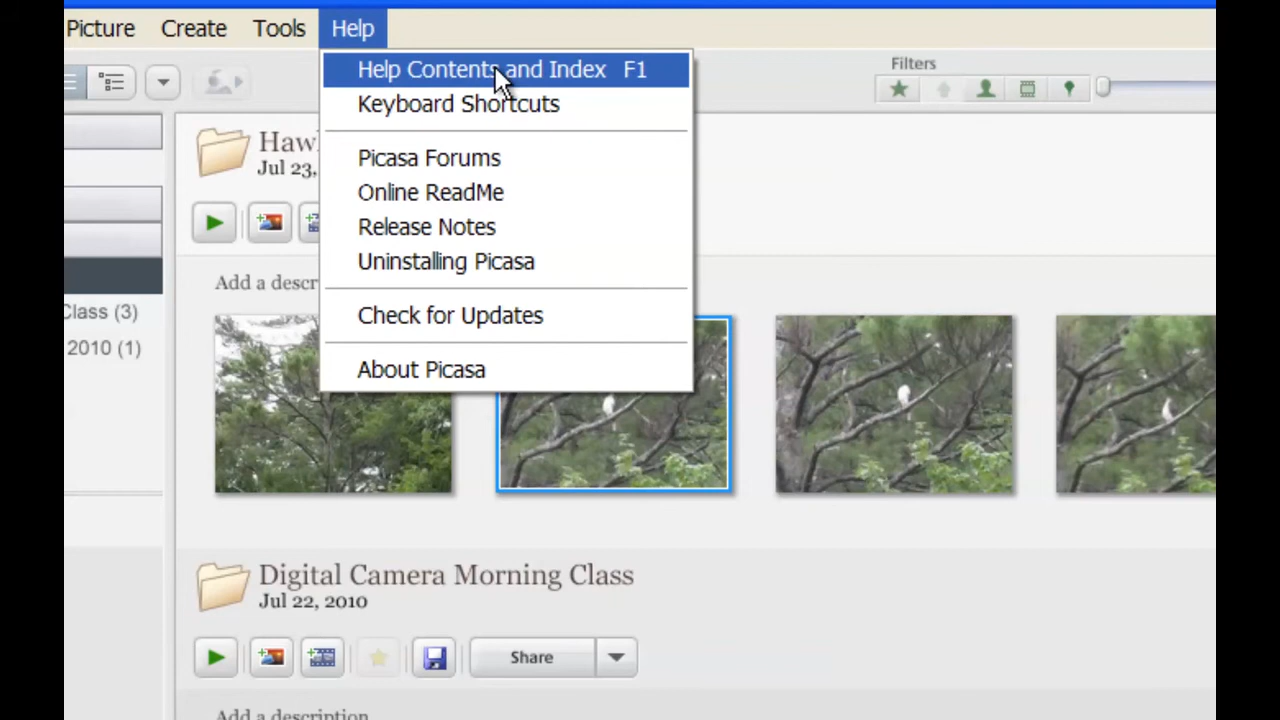 Picture Create Tools Help
Help Contents and Index F1
Keyboard Shortcuts
Picasa Forums
Online ReadMe
Release Notes
Uninstalling Picasa
Check for Updates
About Picasa
Filters
Jul 23,
Add a descr
Class (3)
2010 (1)
Digital Camera Morning Class
Jul 22, 2010
Share
Add a description